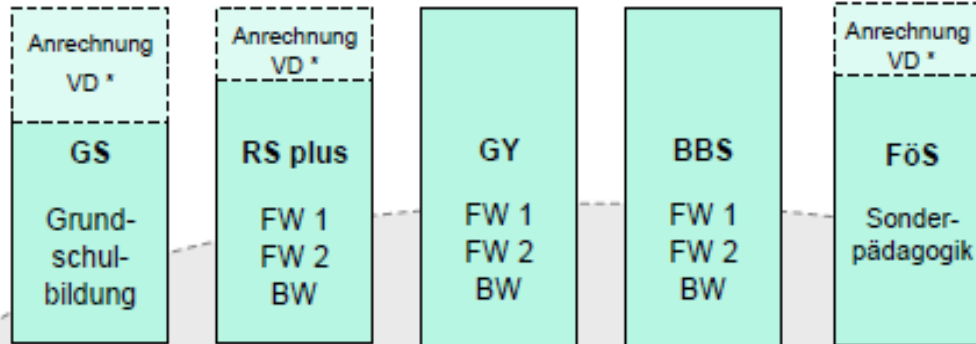 Anrechnung
VD *
GS
Grund-
schul-
bildung
Anrechnung
VD *
RS plus
FW 1
FW 2
BW
GY
FW 1
FW 2
BW
BBS
FW 1
FW 2
BW
Anrechnung
VD *
FöS
Sonder-
pädagogik